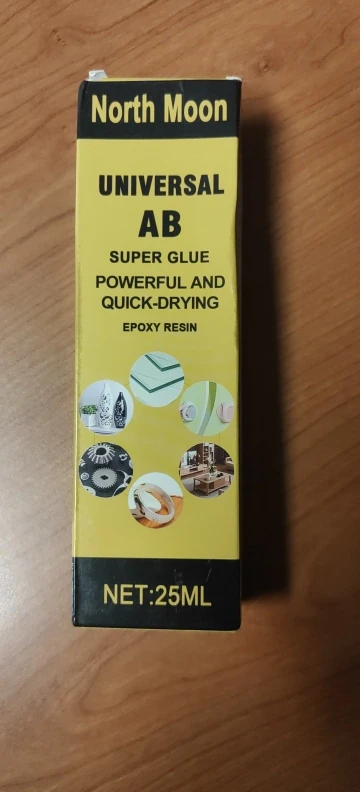 North Moon
UNIVERSAL
AB
SUPER GLUE
POWERFUL AND
QUICK-DRYING
EPOXY RESIN
NET:25ML